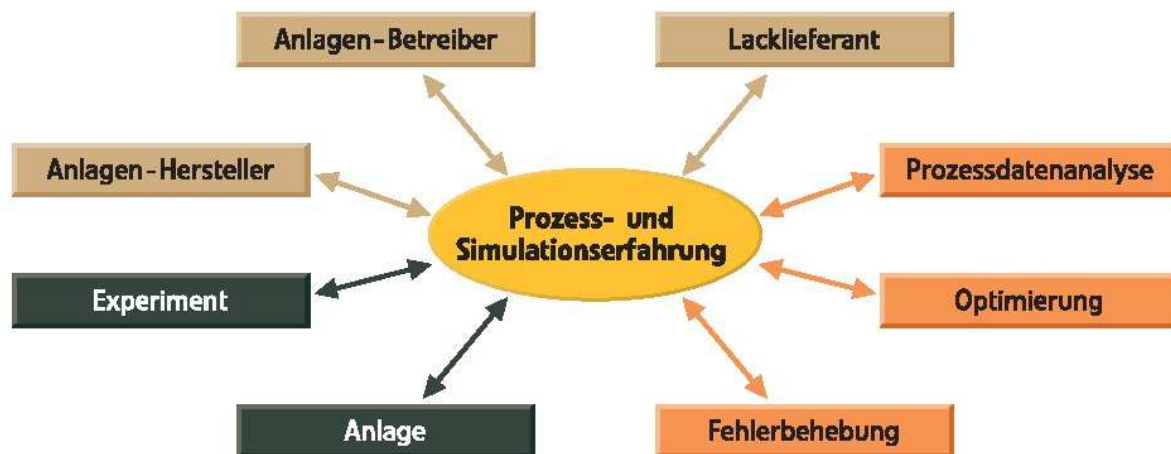 Anlagen-Betreiber
Lacklieferant
Anlagen-Hersteller
Prozessdatenanalyse
Prozess- und
Simulationserfahrung
Experiment
Optimierung
Anlage
Fehlerbehebung